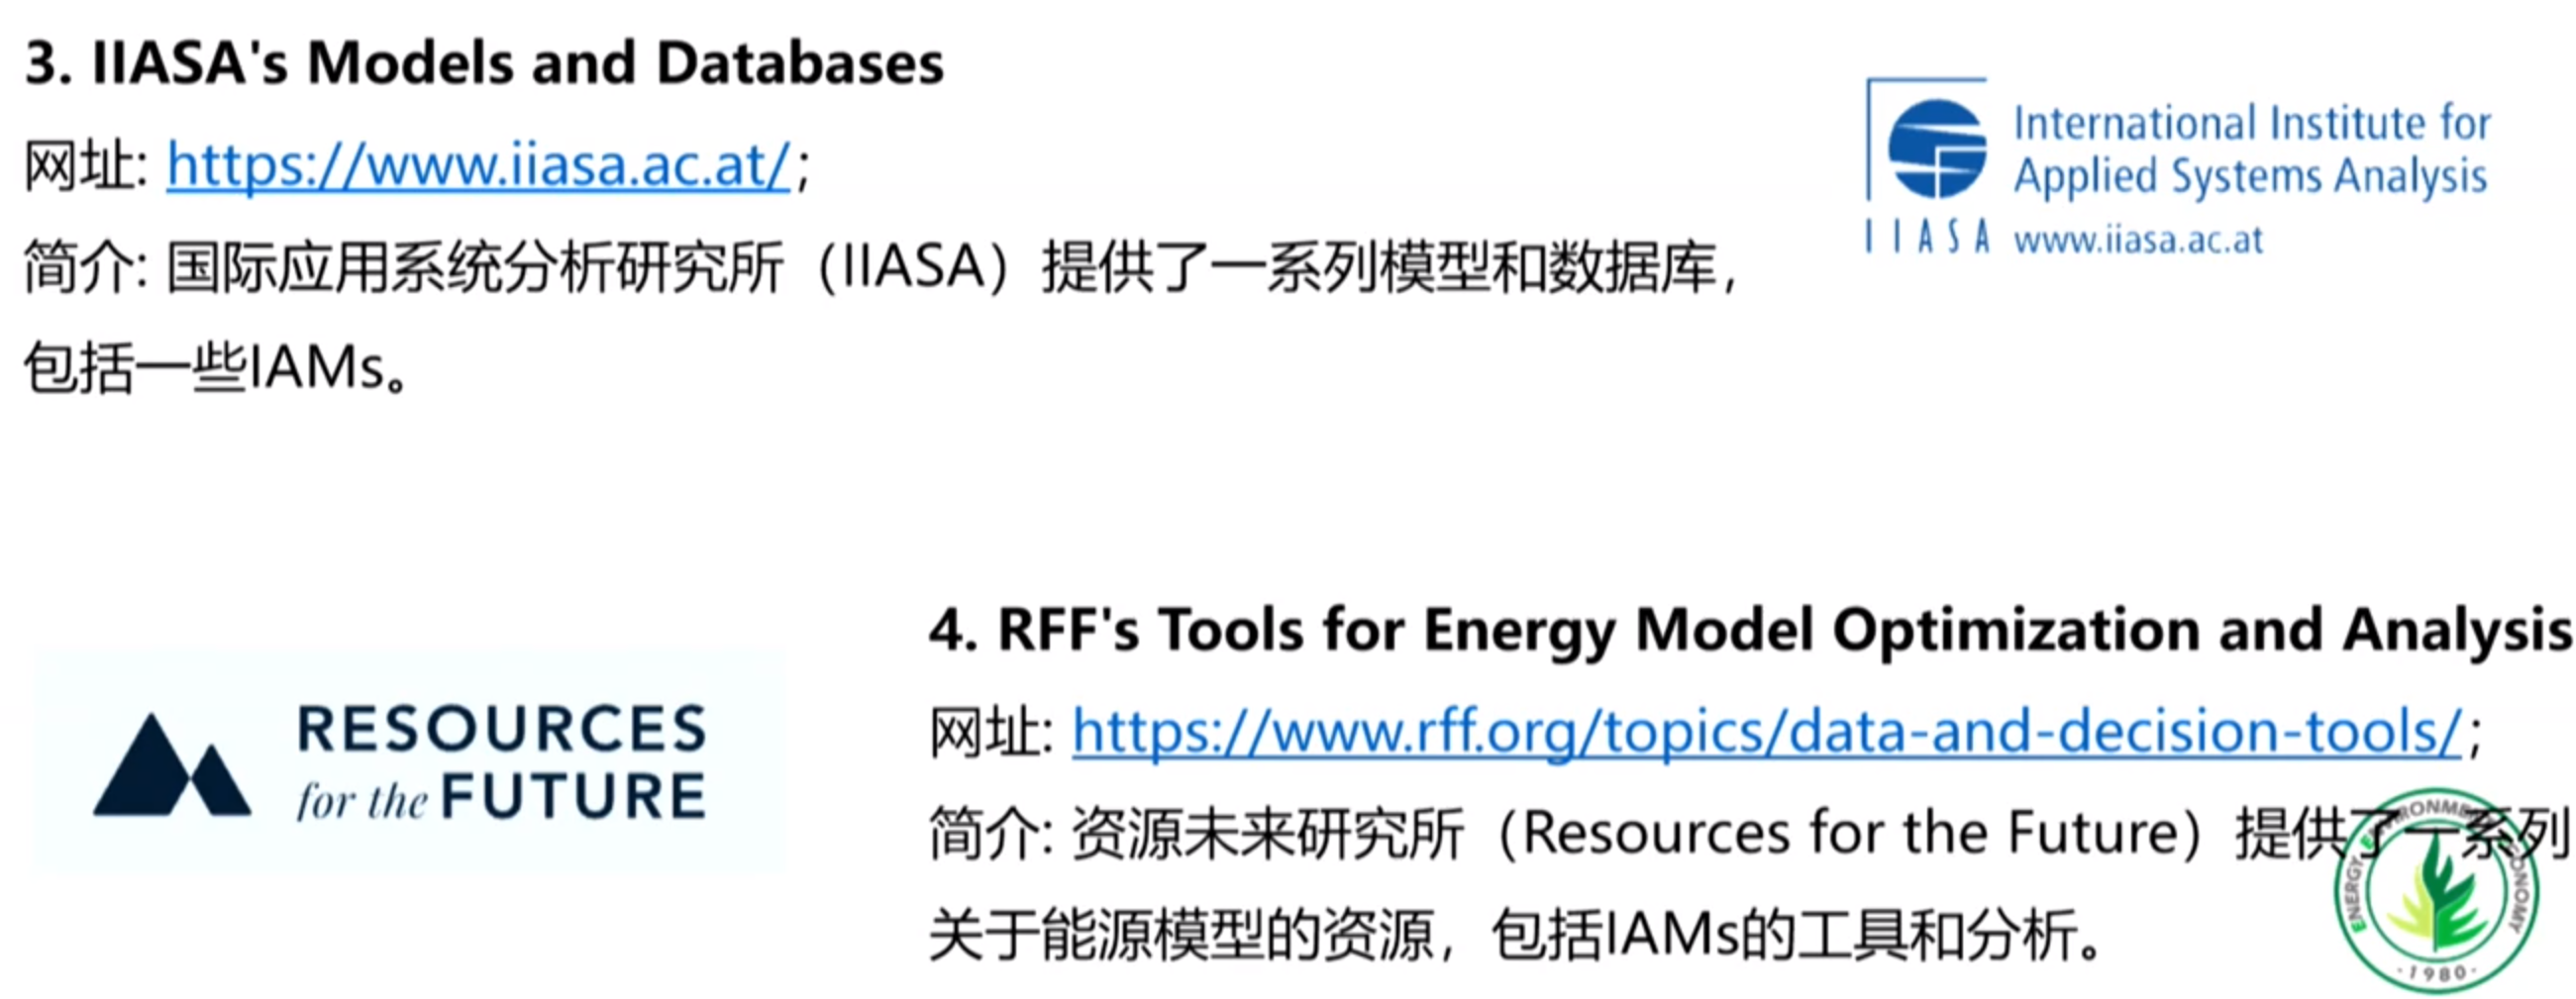 3. IIASA's Models and Databases
网址: https://www.iiasa.ac.at/;
简介: 国际应用系统分析研究所（IIASA）提供了一系列模型和数据库，
包括一些IAMs。
International Institute for
Applied Systems Analysis
IIASA www.iiasa.ac.at
RESOURCES
for the FUTURE
4. RFF's Tools for Energy Model Optimization and Analysis
网址: https://www.rff.org/topics/data-and-decision-tools/;
简介: 资源未来研究所（Resources for the Future）提供了一系列
关于能源模型的资源，包括IAMs的工具和分析。
ENERGY
·1980·